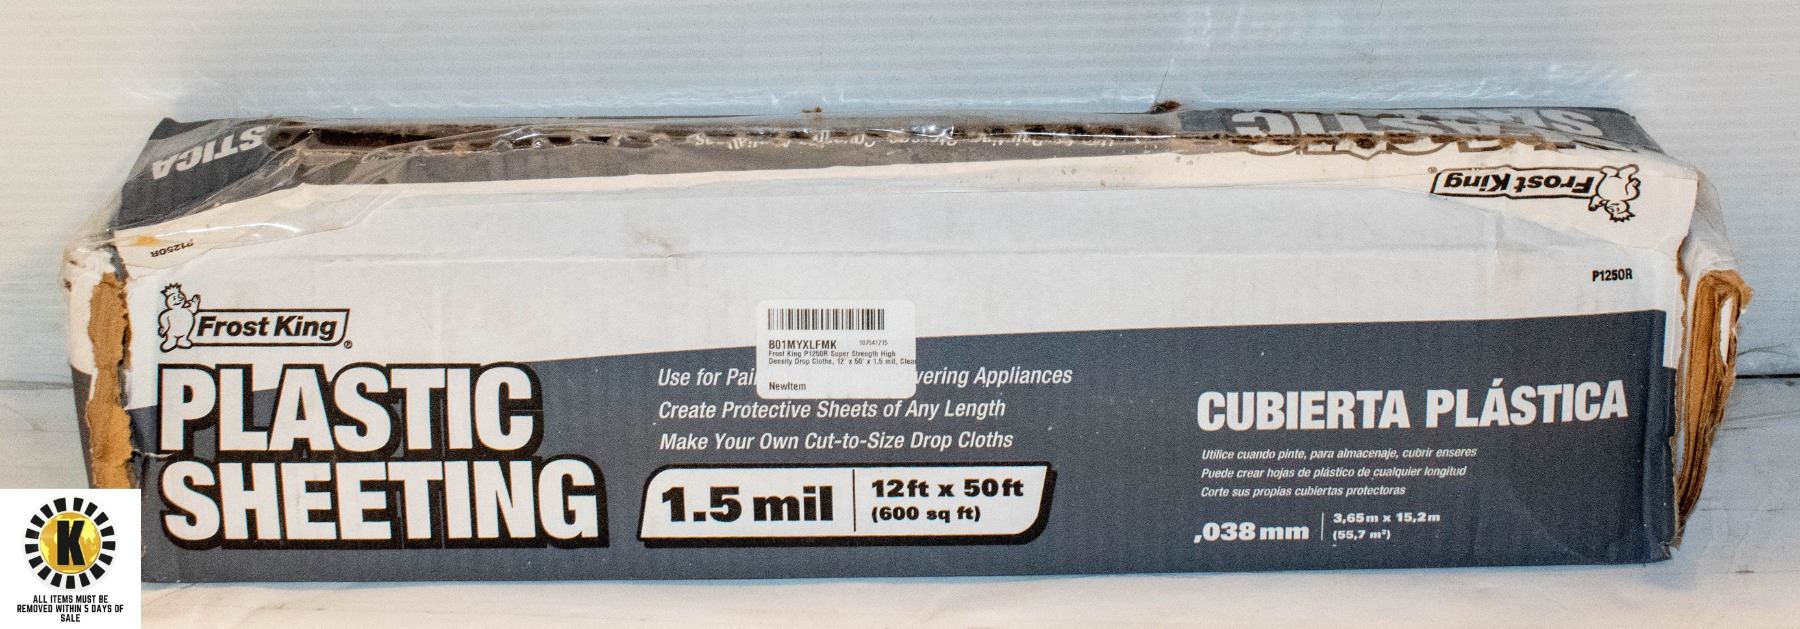 STICA
PLASTIC
Frost King®
P1250R
P1250R
Frost King®
PLASTIC
SHEETING
B01MYXLFMK 107541715
Frost King P1250R Super Strength High
Density Drop Cloths, 12' x 50' x 1.5 mil, Clear
NewItem
Use for Pai vering Appliances
Create Protective Sheets of Any Length
Make Your Own Cut-to-Size Drop Cloths
1.5 mil
12ft x 50ft
(600 sq ft)
CUBIERTA PLÁSTICA
Utilice cuando pinte, para almacenaje, cubrir enseres
Puede crear hojas de plástico de cualquier longitud
Corte sus propias cubiertas protectoras
,038 mm
3,65m x 15,2m
(55,7 m²)
K
ALL ITEMS MUST BE
REMOVED WITHIN 5 DAYS OF
SALE